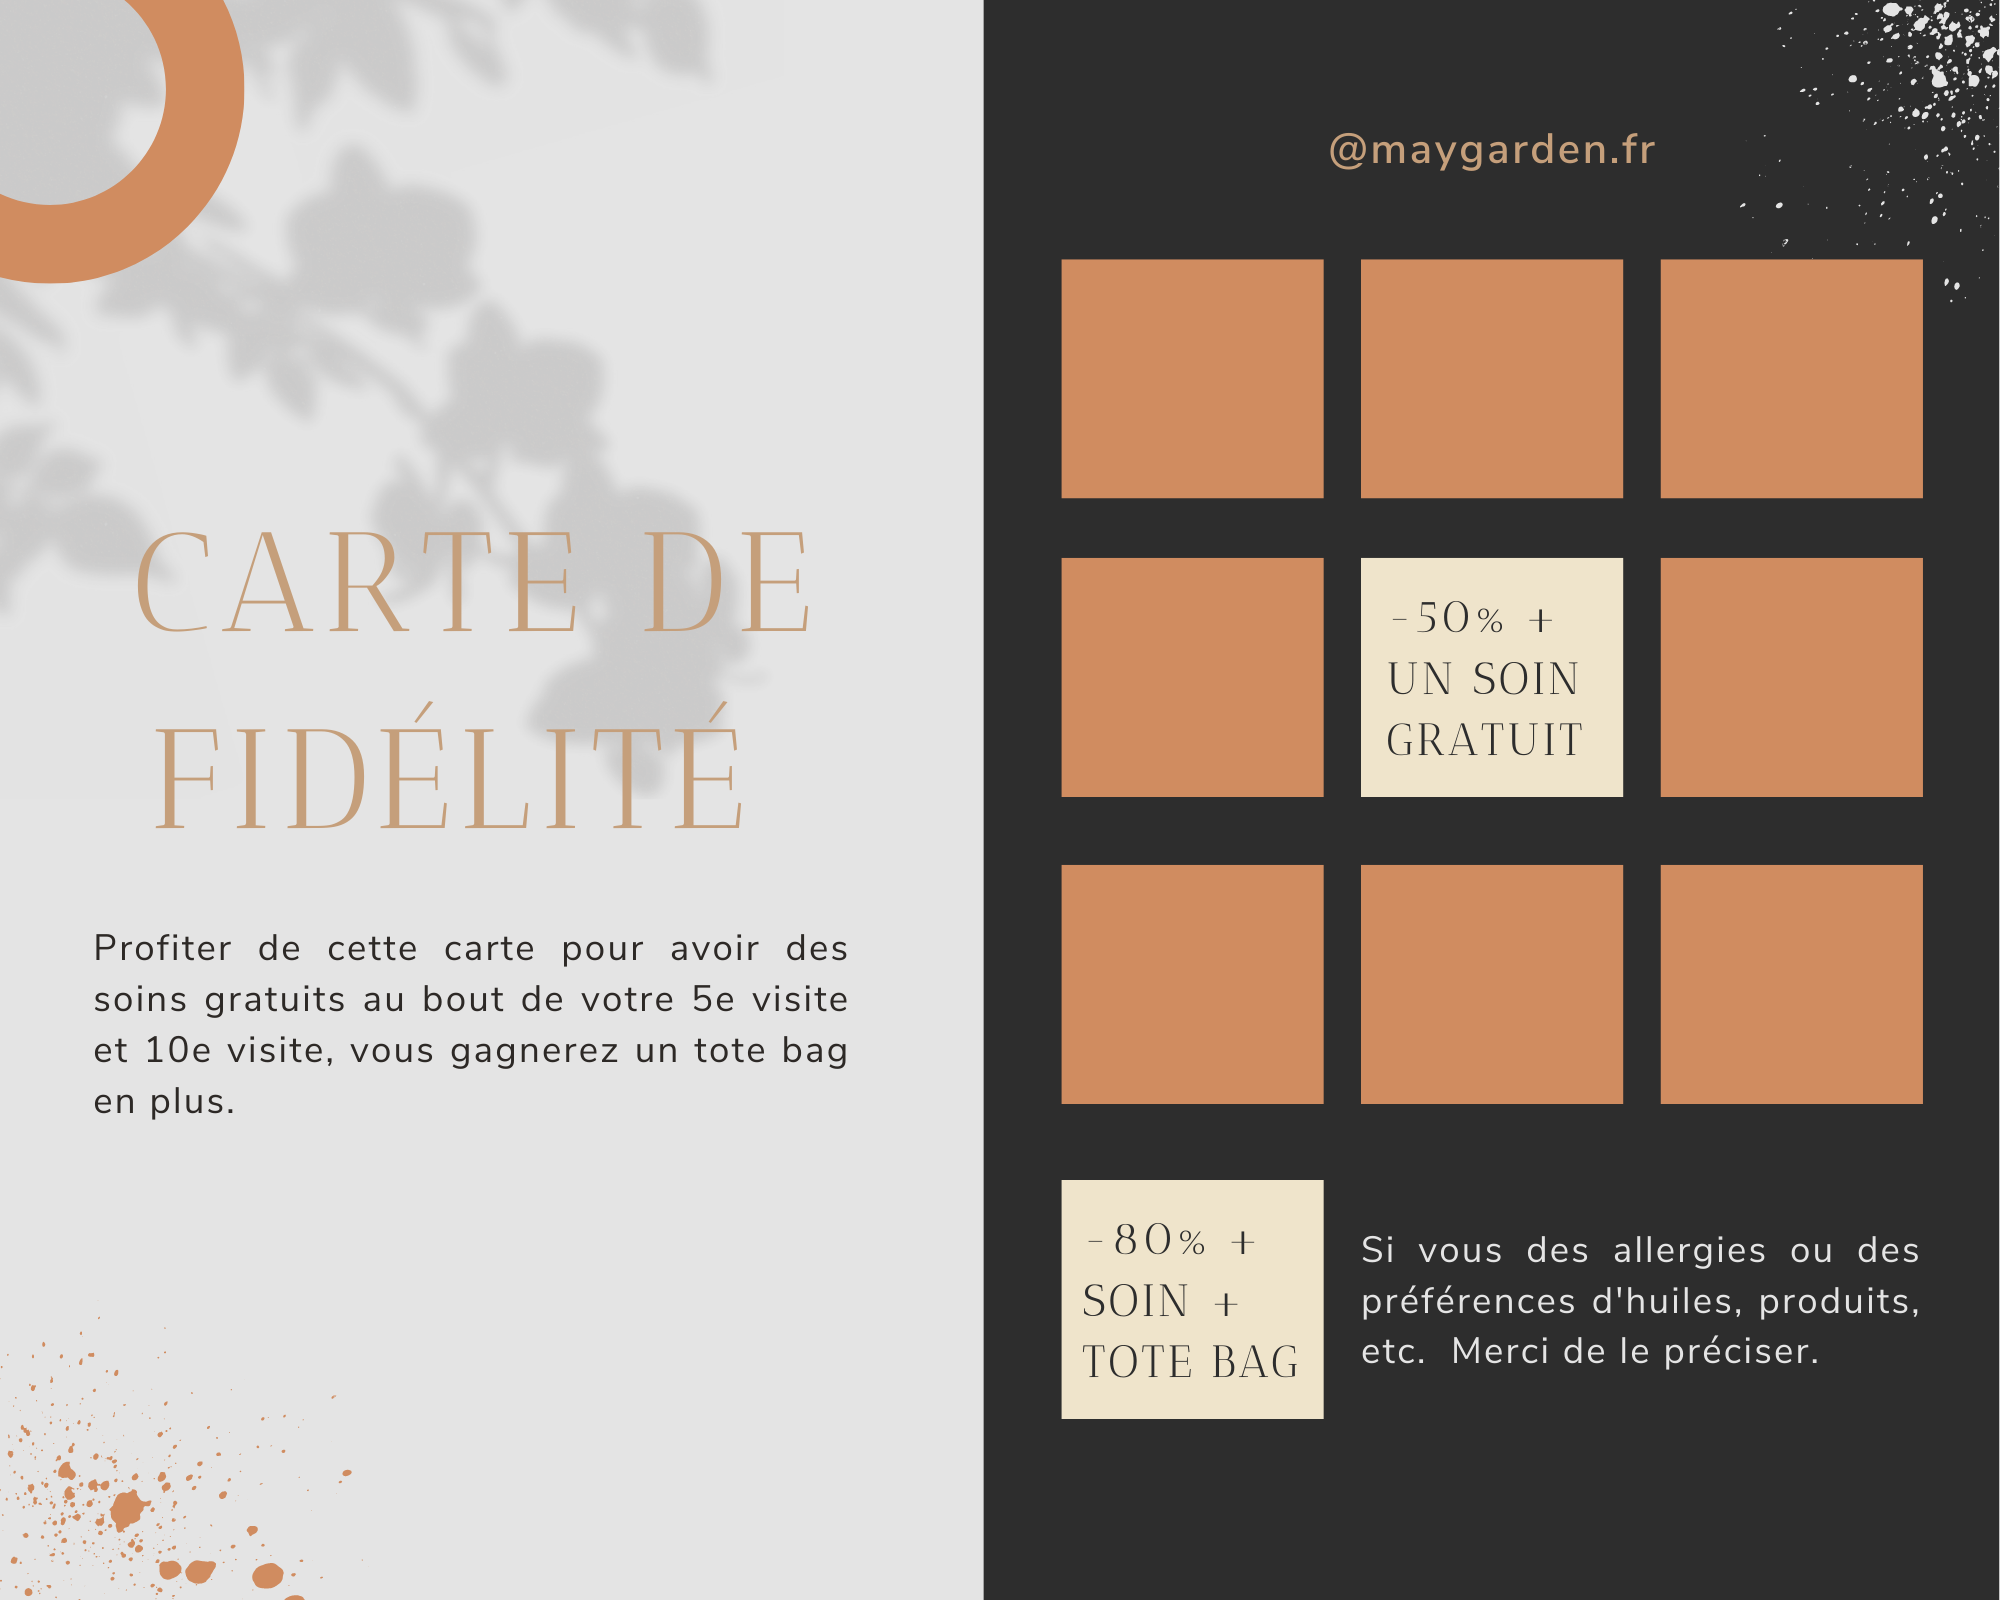 CARTE DE
FIDÉLITÉ
Profiter de cette carte pour avoir des
soins gratuits au bout de votre 5e visite
et 10e visite, vous gagnerez un tote bag
en plus.
@maygarden.fr
-50% +
UN SOIN
GRATUIT
-80% +
SOIN +
TOTE BAG
Si vous des allergies ou des
préférences d'huiles, produits,
etc. Merci de le préciser.